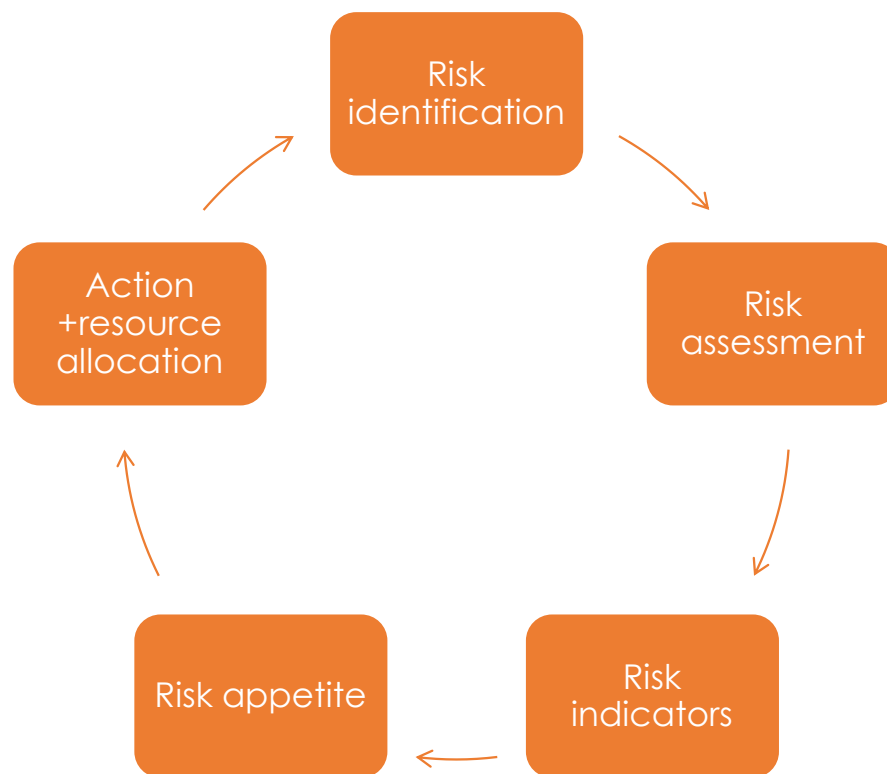 Risk
identification
Risk
assessment
Risk
indicators
Risk appetite
Action
+resource
allocation